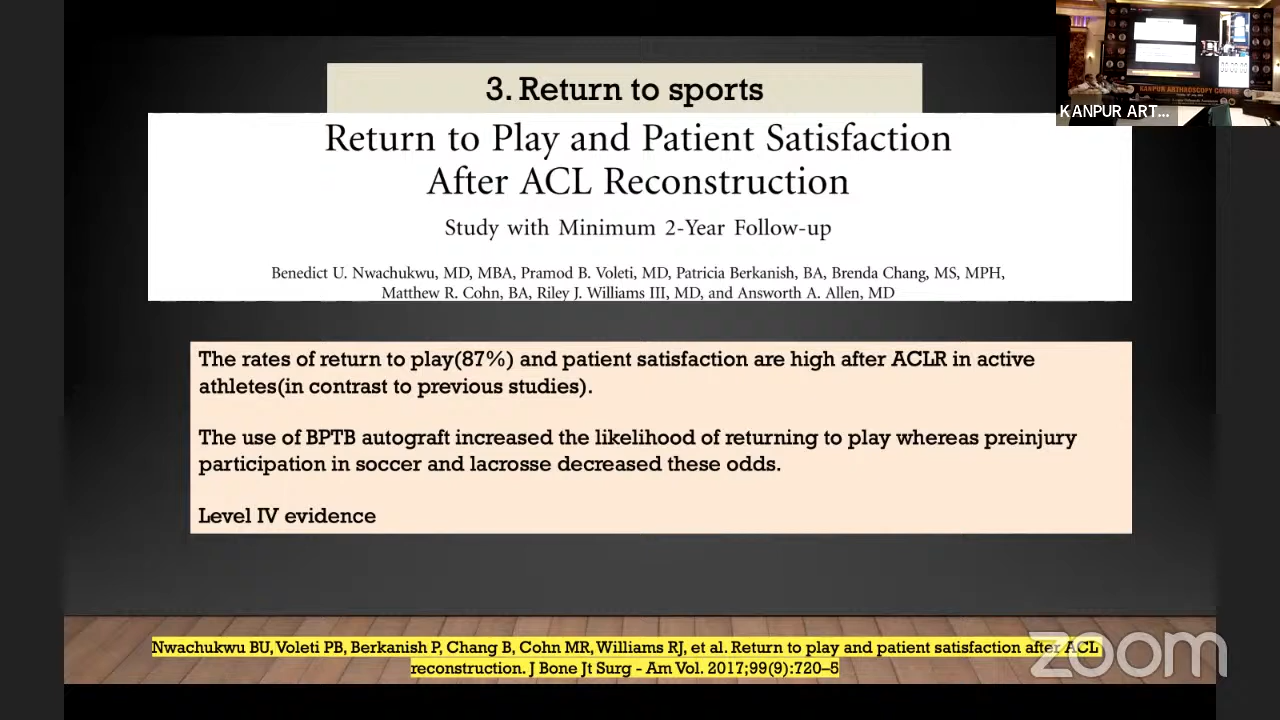 3. Return to sports
Return to Play and Patient Satisfaction
After ACL Reconstruction
Study with Minimum 2-Year Follow-up
Benedict U. Nwachukwu, MD, MBA, Pramod B. Voleti, MD, Patricia Berkanish, BA, Brenda Chang, MS, MPH,
Matthew R. Cohn, BA, Riley J. Williams III, MD, and Answorth A. Allen, MD
The rates of return to play(87%) and patient satisfaction are high after ACLR in active
athletes(in contrast to previous studies).
The use of BPTB autograft increased the likelihood of returning to play whereas preinjury
participation in soccer and lacrosse decreased these odds.
Level IV evidence
Nwachukwu BU, Voleti PB, Berkanish P, Chang B, Cohn MR, Williams RJ, et al. Return to play and patient satisfaction after ACL
reconstruction. J Bone Jt Surg - Am Vol. 2017;99(9):720–5
KANPUR ARTHROSCOPY COURSE
KANPUR ART...
zoom